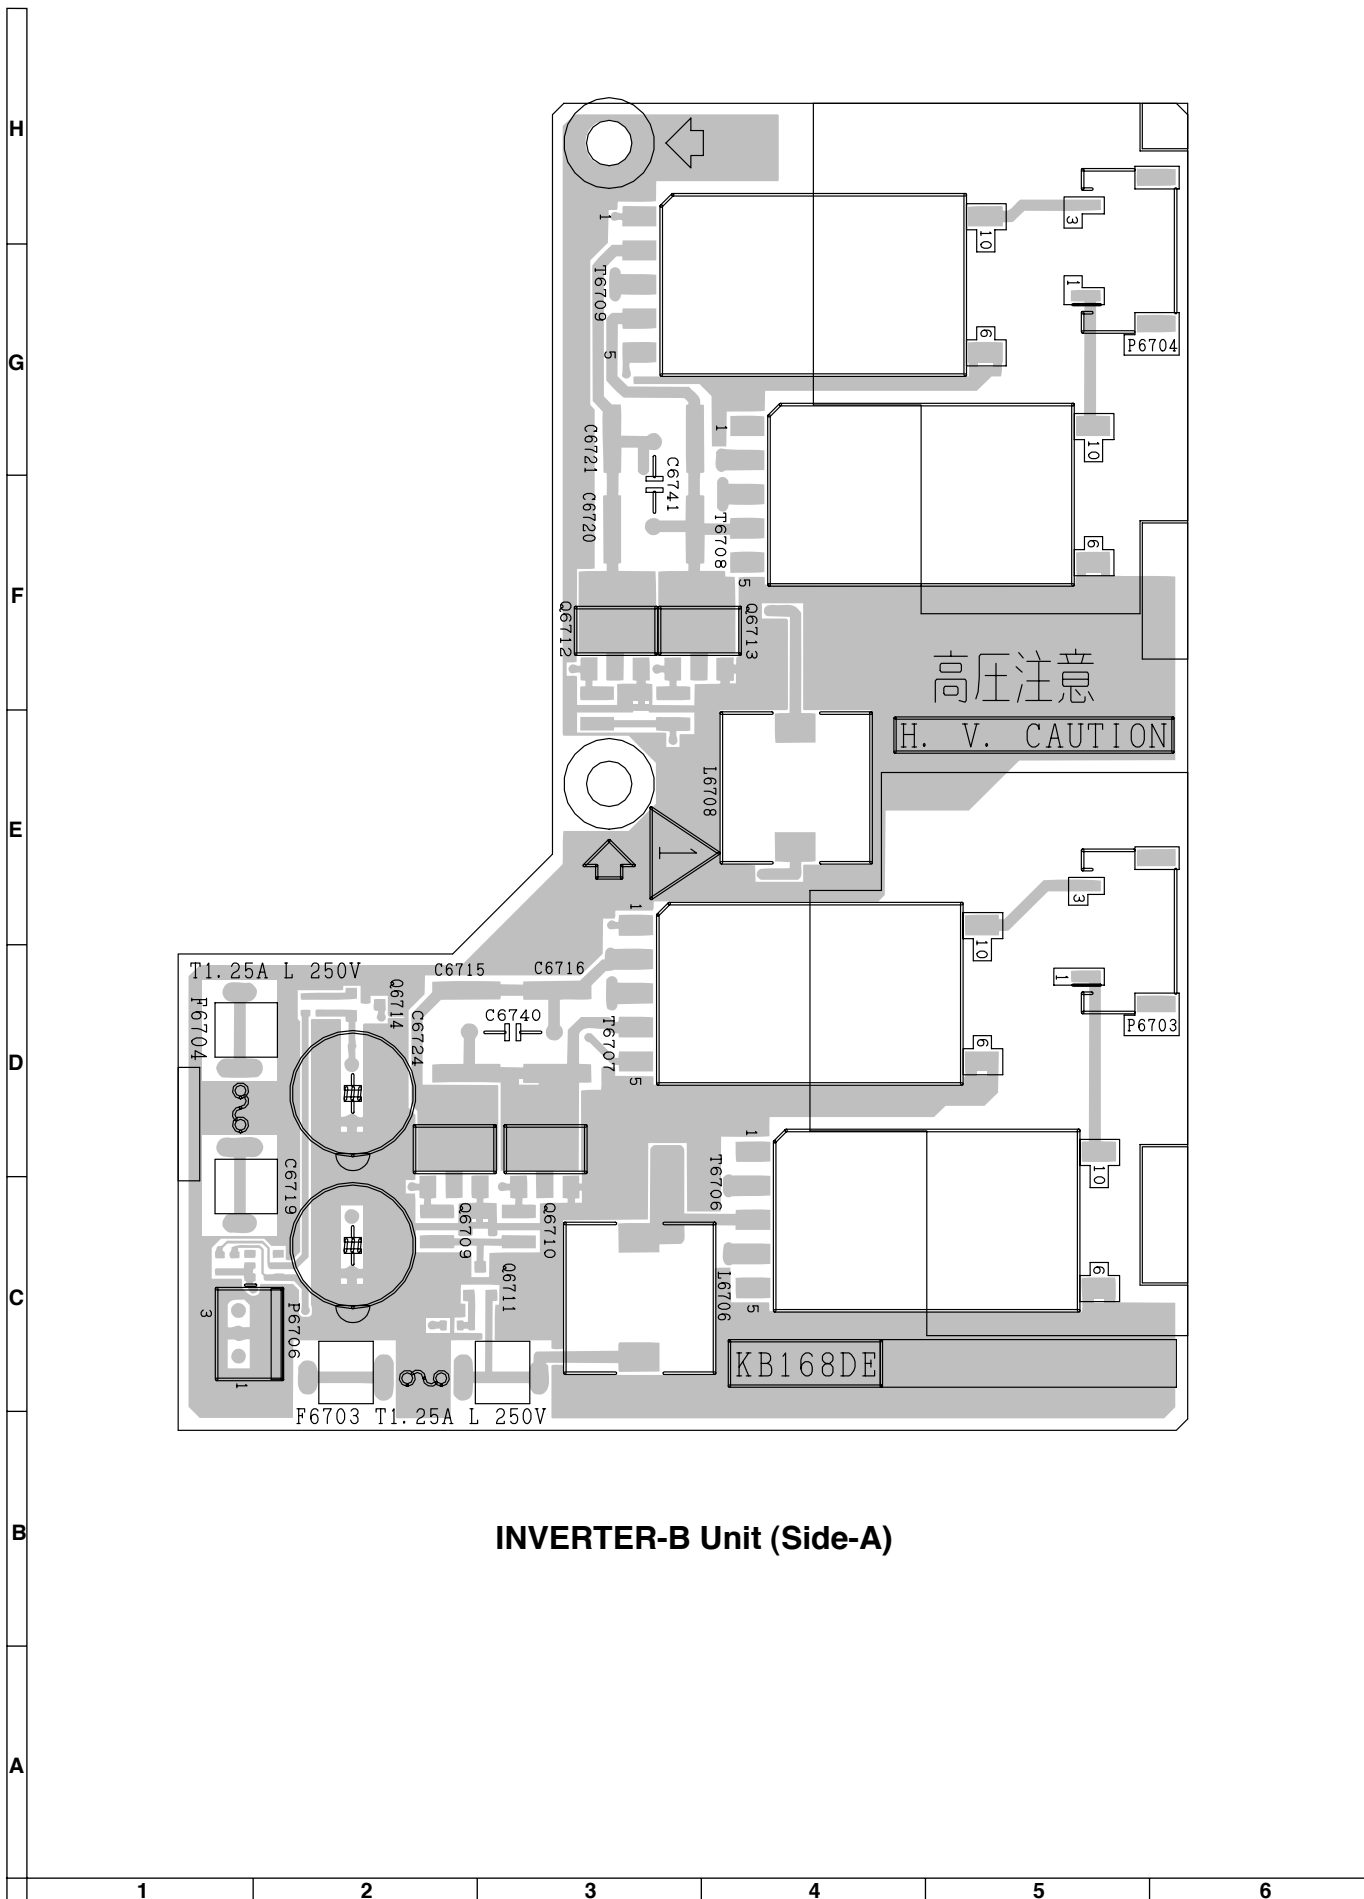 H
1
10
3
T6709
1
G
5
6
P6704
C6721
1
10
C6741
C6720
T6708
6
F
5
Q6712
Q6713
高圧注意
H. V. CAUTION
L6708
E
1
3
1
10
T1.25A L 250V
C6715
C6716
1
F6704
Q6714
C6724
C6740
P6703
D
T6707
6
5
1
10
C6719
T6706
Q6709
Q6710
Q6711
6
C
3
P6706
L6706
5
KB168DE
1
F6703 T1.25A L 250V
B
INVERTER-B Unit (Side-A)
A
1 2 3 4 5 6